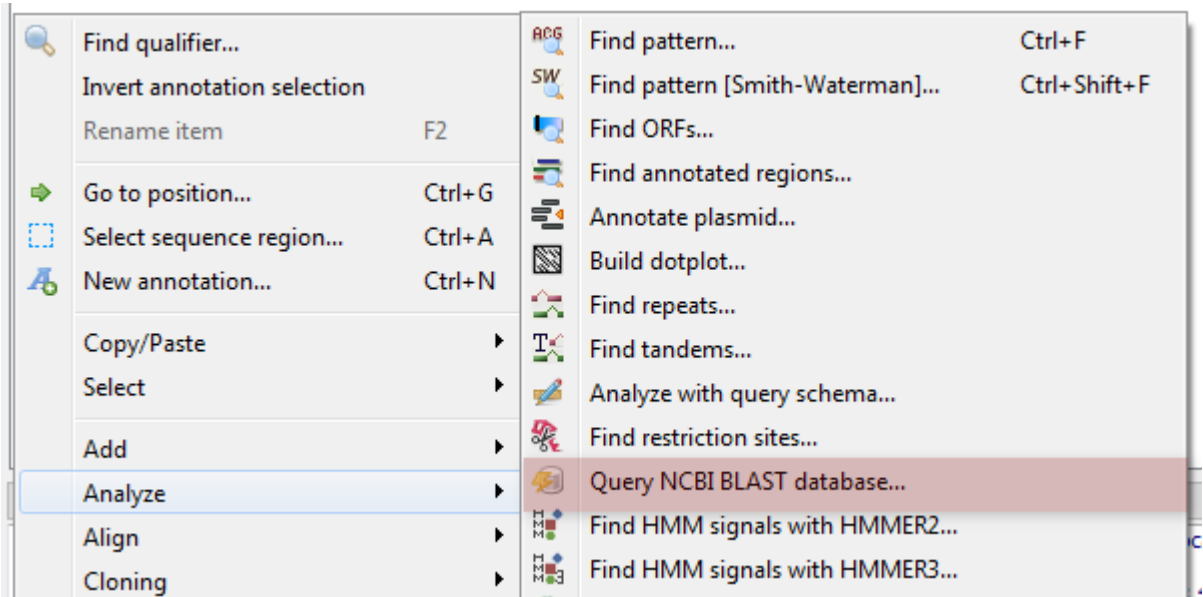 Find qualifier...
Invert annotation selection
Rename item F2
Go to position... Ctrl+G
Select sequence region... Ctrl+A
New annotation... Ctrl+N
Copy/Paste
Select
Add
Analyze
Align
Cloning
ACG Find pattern... Ctrl+F
SW Find pattern [Smith-Waterman]... Ctrl+Shift+F
Find ORFs...
Find annotated regions...
Annotate plasmid...
Build dotplot...
Find repeats...
T Find tandems...
Analyze with query schema...
Find restriction sites...
Query NCBI BLAST database...
Find HMM signals with HMMER2...
Find HMM signals with HMMER3...